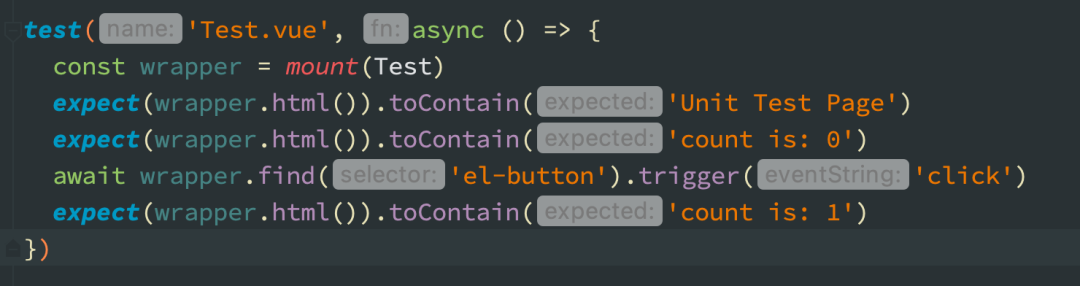 test( name: 'Test.vue', fn: async () => {
  const wrapper = mount(Test)
  expect(wrapper.html()).toContain( expected: 'Unit Test Page')
  expect(wrapper.html()).toContain( expected: 'count is: 0')
  await wrapper.find( selector: 'el-button').trigger( eventString: 'click')
  expect(wrapper.html()).toContain( expected: 'count is: 1')
})